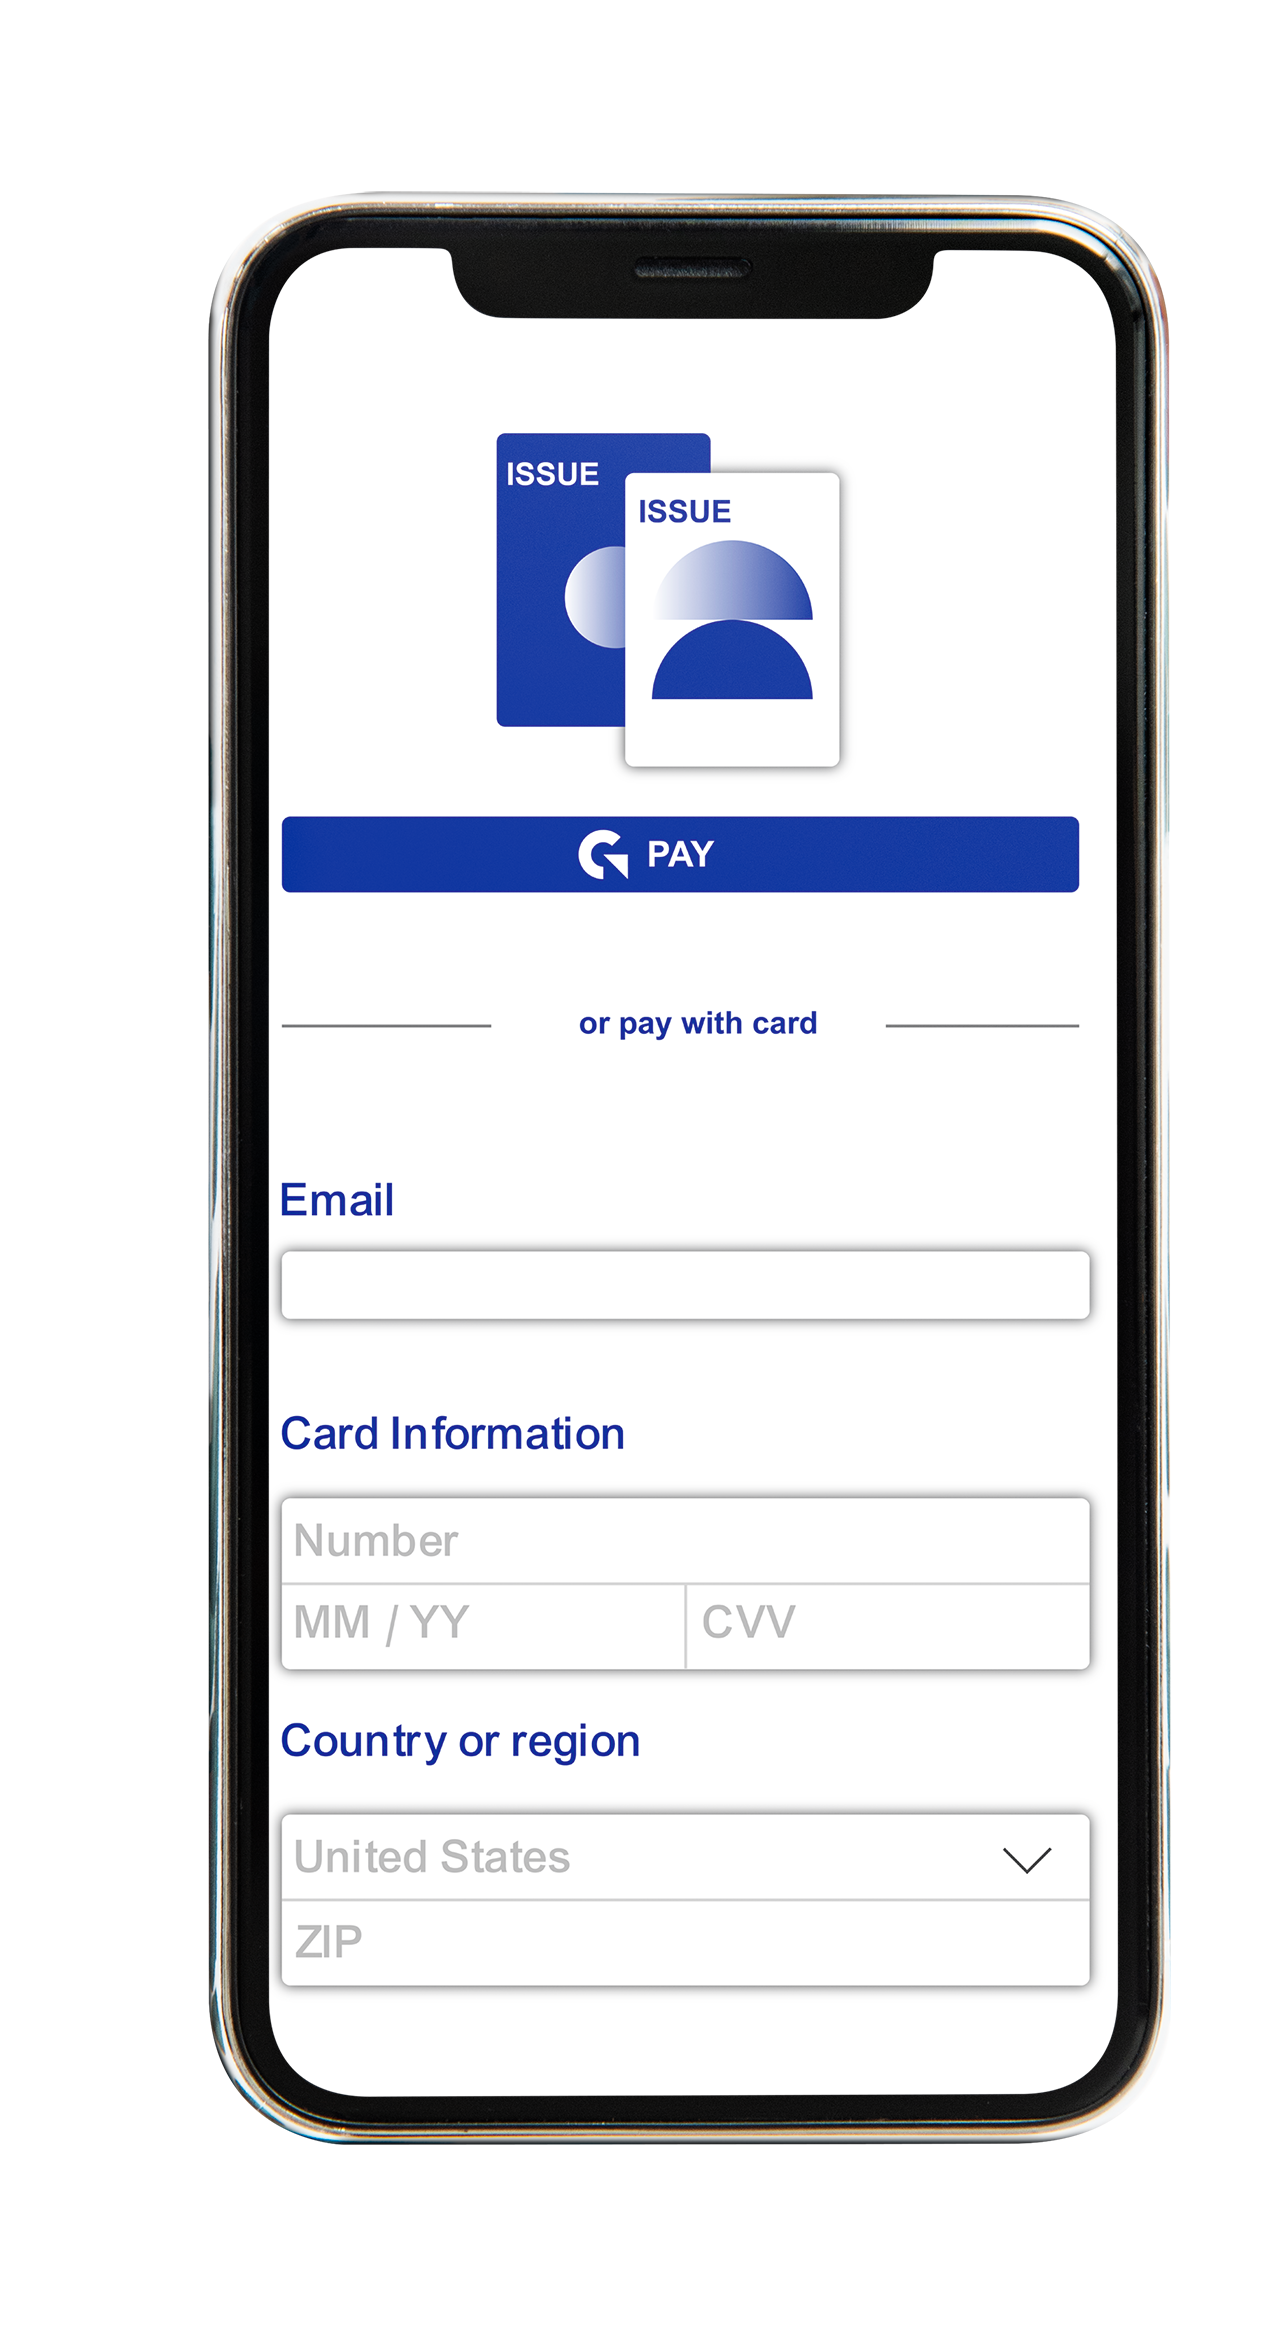 ISSUE
ISSUE
PAY
or pay with card
Email
Card Information
Number
MM / YY
CVV
Country or region
United States
ZIP